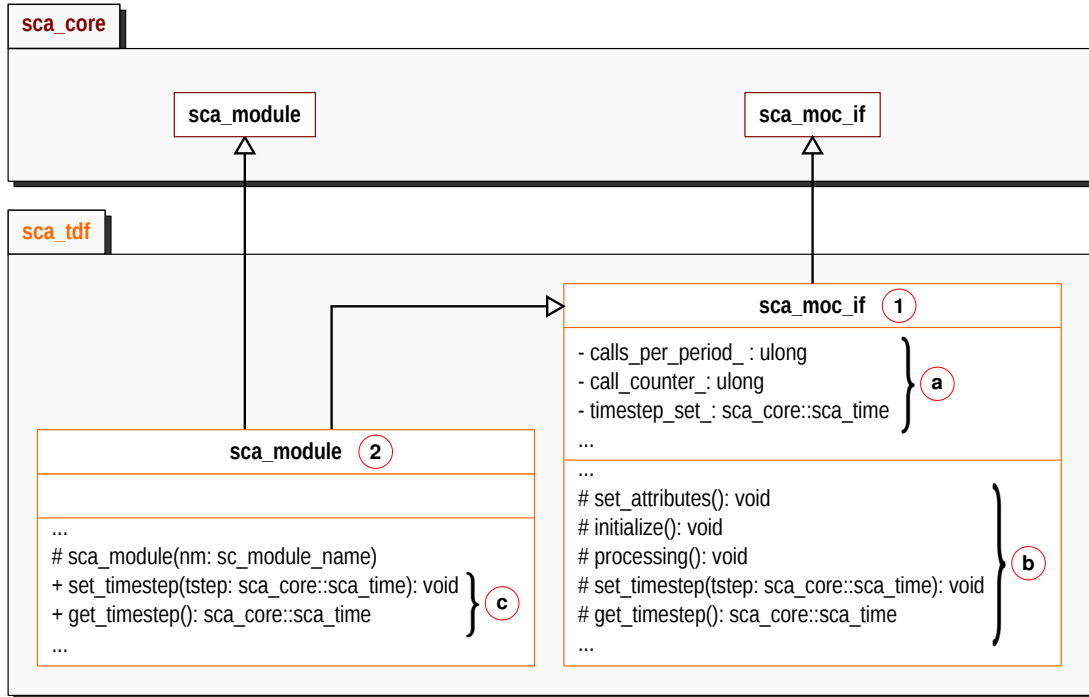 sca_core
sca_module
sca_moc_if
sca_tdf
sca_moc_if 1
- calls_per_period_ : ulong
- call_counter_: ulong
- timestep_set_: sca_core::sca_time
...
a
...
# set_attributes(): void
# initialize(): void
# processing(): void
# set_timestep(tstep: sca_core::sca_time): void
# get_timestep(): sca_core::sca_time
...
b
sca_module 2
...
# sca_module(nm: sc_module_name)
+ set_timestep(tstep: sca_core::sca_time): void
+ get_timestep(): sca_core::sca_time
...
c